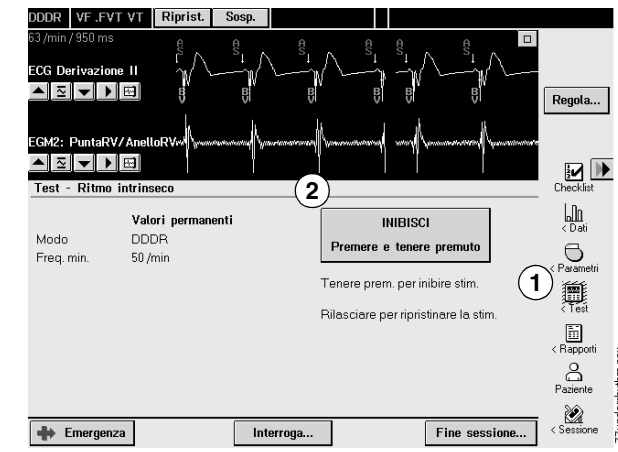 DDDR VF .FVT VT Riprist. Sosp.
63 /min / 950 ms
A S A S A S A S A S
ECG Derivazione II
B V B V B V B V B V
Regola...
EGM2: PuntaRV/AnelloRV
Checklist
Test - Ritmo intrinseco
2
Valori permanenti
Modo DDDR
Freq. min. 50 /min
INIBISCI
Premere e tenere premuto
Tenere prem. per inibire stim.
Rilasciare per ripristinare la stim.
< Dati
< Parametri
1
< Test
< Rapporti
Paziente
< Sessione
Emergenza Interroga... Fine sessione...